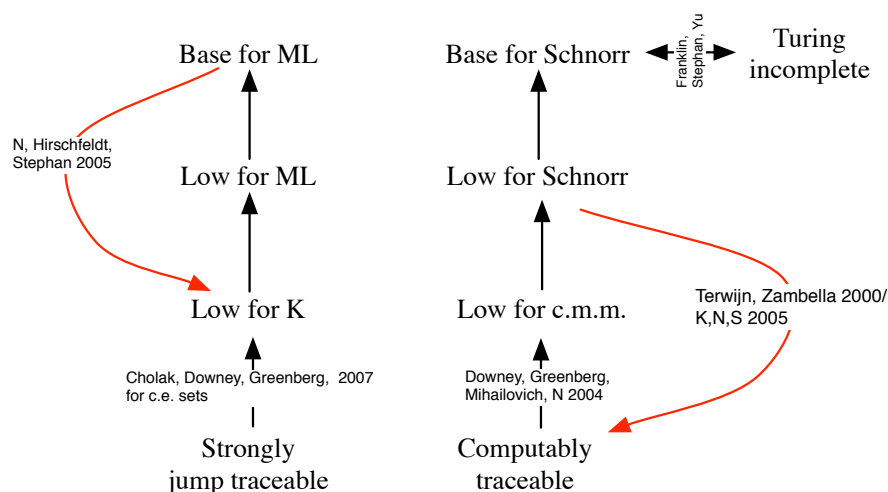 Base for ML
Base for Schnorr
Franklin,
Stephan, Yu
Turing
incomplete
N, Hirschfeldt,
Stephan 2005
Low for ML
Low for Schnorr
Terwijn, Zambella 2000/
K,N,S 2005
Low for K
Low for c.m.m.
Cholak, Downey, Greenberg, 2007
for c.e. sets
Downey, Greenberg,
Mihailovich, N 2004
Strongly
jump traceable
Computably
traceable